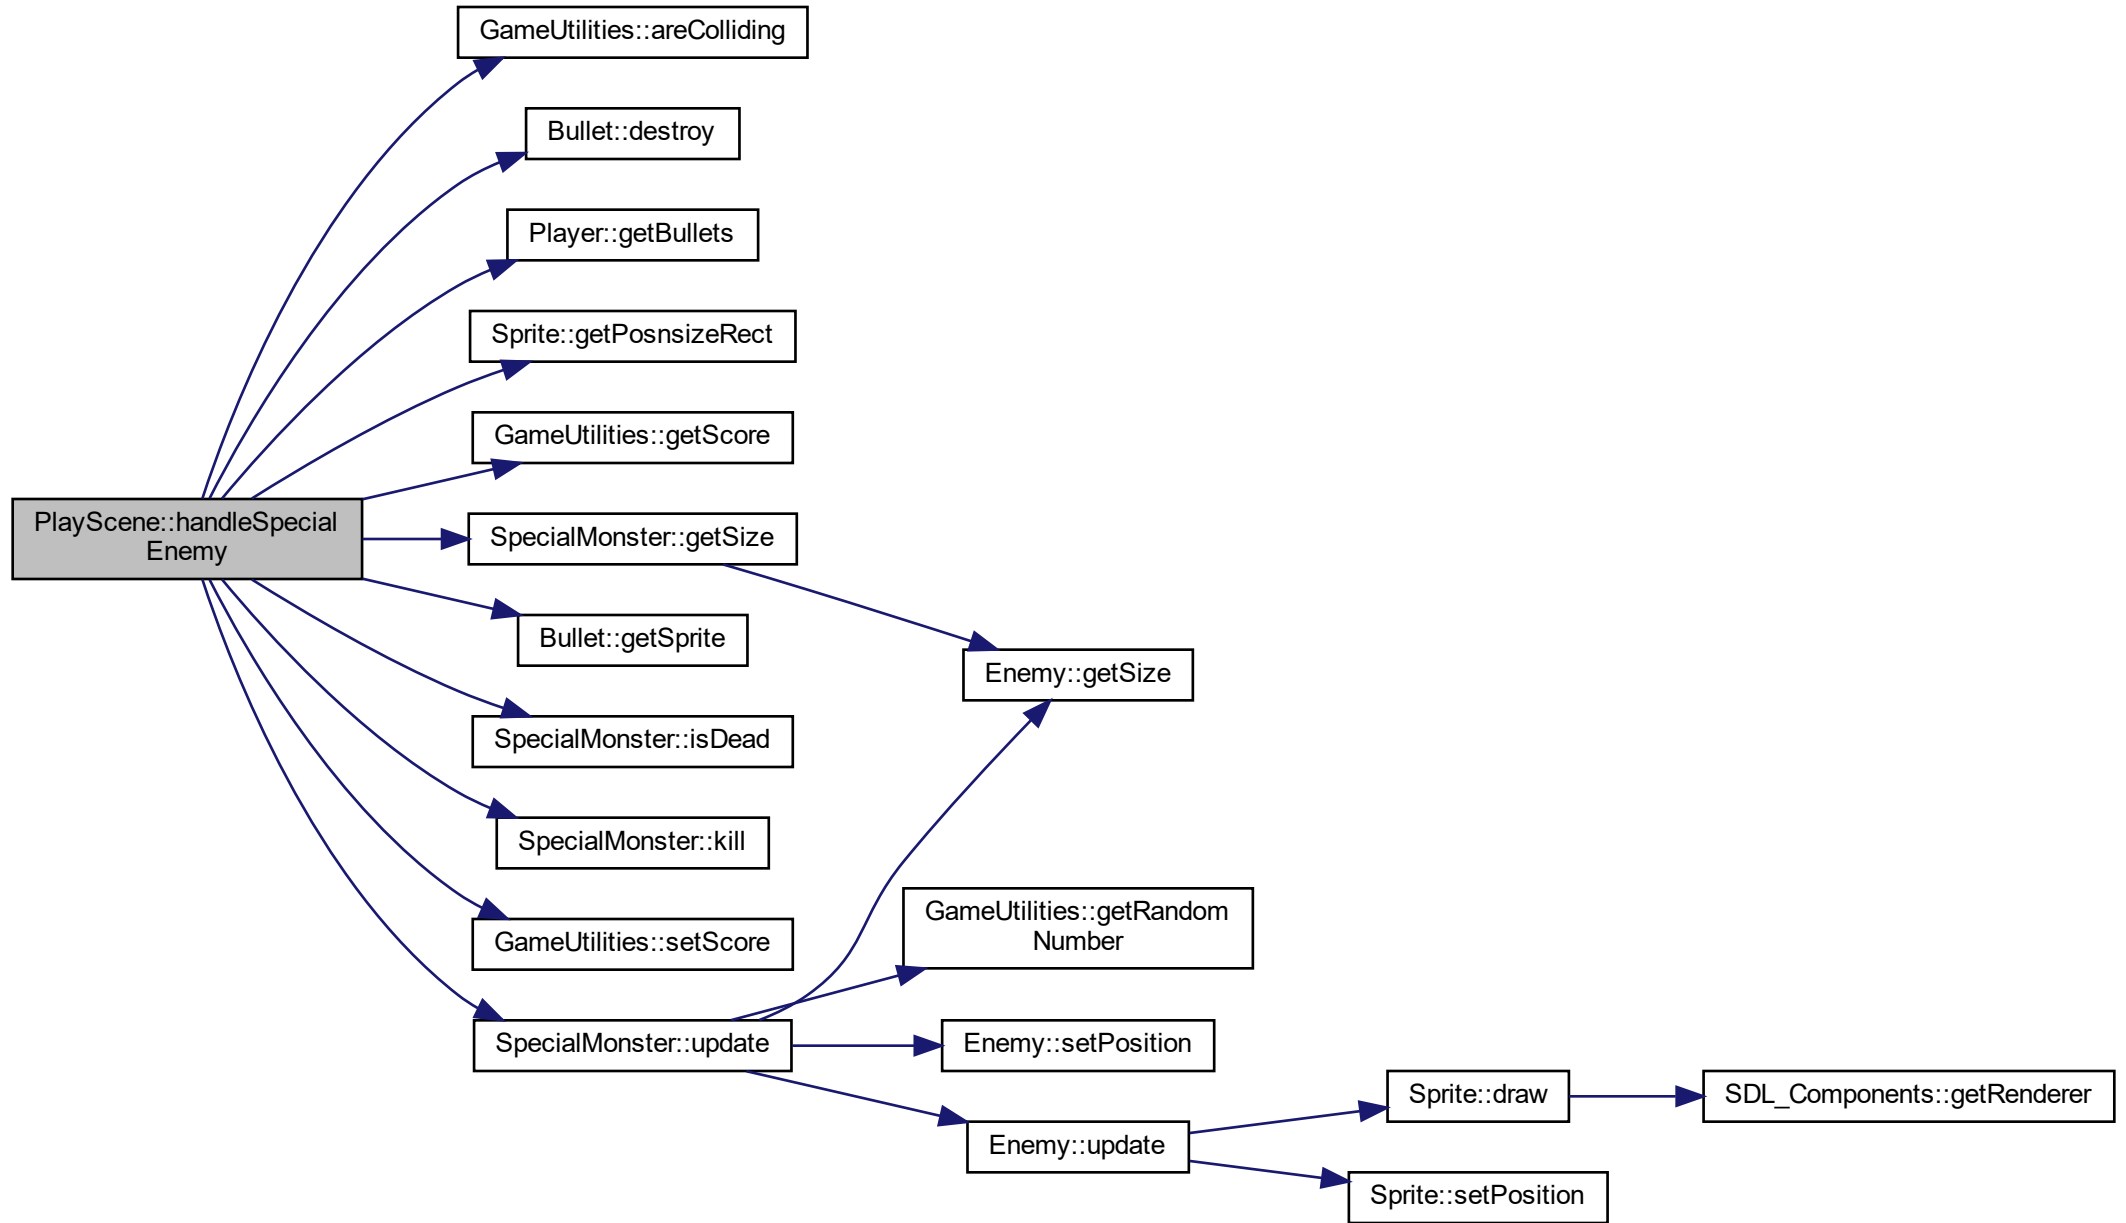 GameUtilities::areColliding
Bullet::destroy
Player::getBullets
Sprite::getPosnsizeRect
GameUtilities::getScore
PlayScene::handleSpecial
Enemy
SpecialMonster::getSize
Bullet::getSprite
Enemy::getSize
SpecialMonster::isDead
SpecialMonster::kill
GameUtilities::getRandom
Number
GameUtilities::setScore
SpecialMonster::update
Enemy::setPosition
Sprite::draw
SDL_Components::getRenderer
Enemy::update
Sprite::setPosition